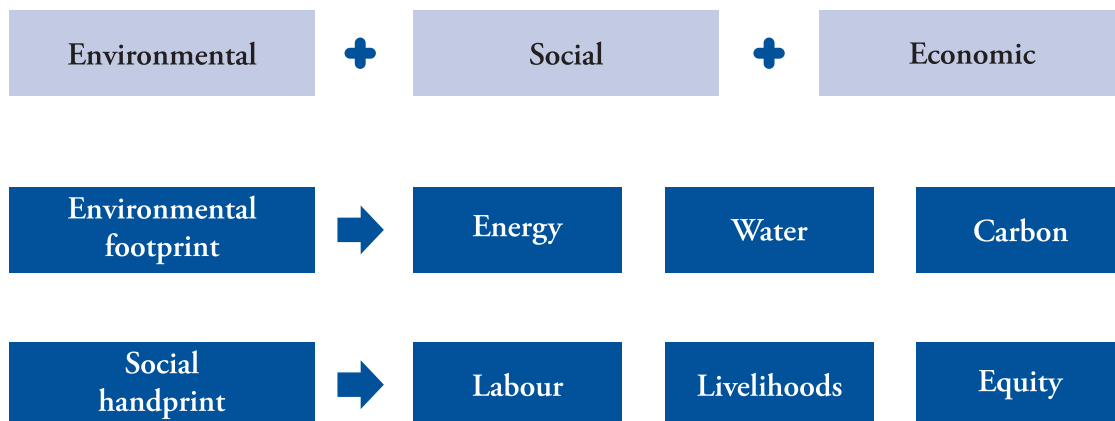 Environmental
Social
Economic
Environmental
footprint
Energy
Water
Carbon
Social
handprint
Labour
Livelihoods
Equity